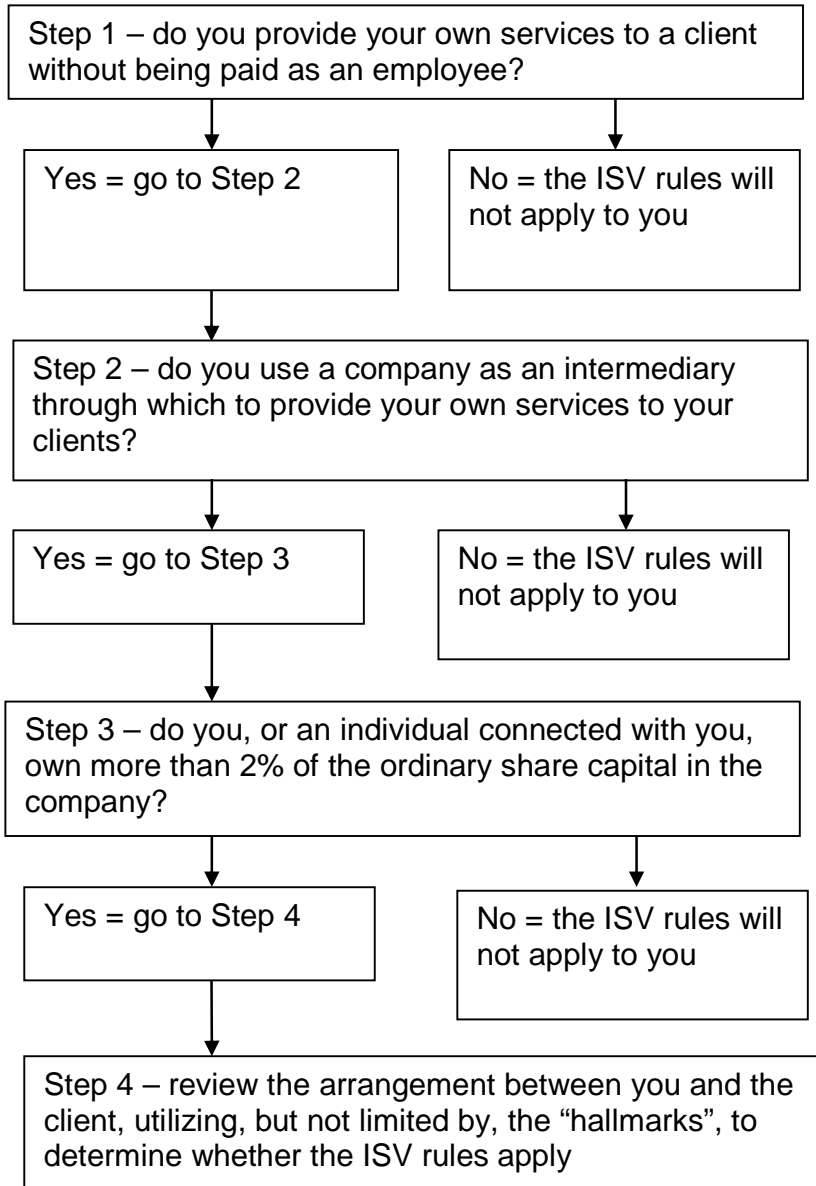 Step 1 – do you provide your own services to a client
without being paid as an employee?
Yes = go to Step 2
No = the ISV rules will
not apply to you
Step 2 – do you use a company as an intermediary
through which to provide your own services to your
clients?
Yes = go to Step 3
No = the ISV rules will
not apply to you
Step 3 – do you, or an individual connected with you,
own more than 2% of the ordinary share capital in the
company?
Yes = go to Step 4
No = the ISV rules will
not apply to you
Step 4 – review the arrangement between you and the
client, utilizing, but not limited by, the “hallmarks”, to
determine whether the ISV rules apply